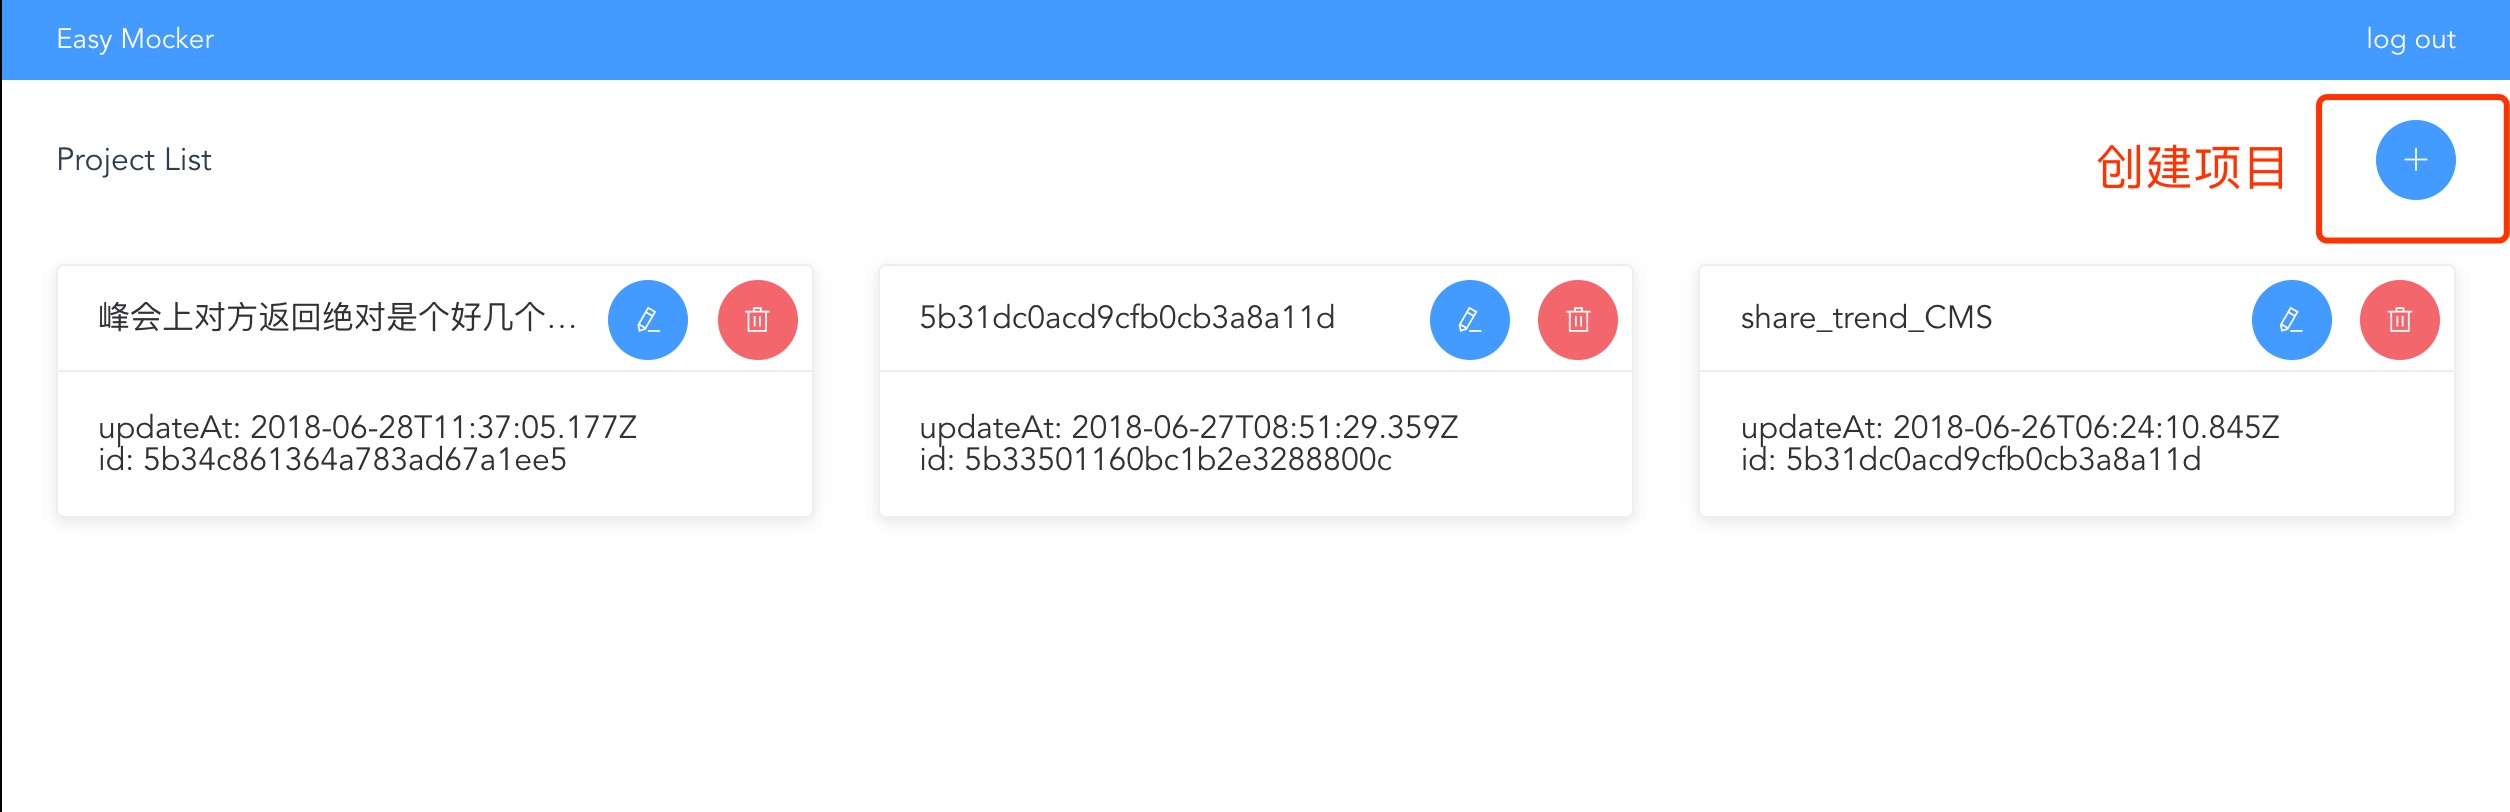 Easy Mocker
log out
Project List
创建项目
峰会上对方返回绝对是个好几个...
5b31dc0acd9cfb0cb3a8a11d
share_trend_CMS
updateAt: 2018-06-28T11:37:05.177Z
id: 5b34c861364a783ad67a1ee5
updateAt: 2018-06-27T08:51:29.359Z
id: 5b33501160bc1b2e3288800c
updateAt: 2018-06-26T06:24:10.845Z
id: 5b31dc0acd9cfb0cb3a8a11d